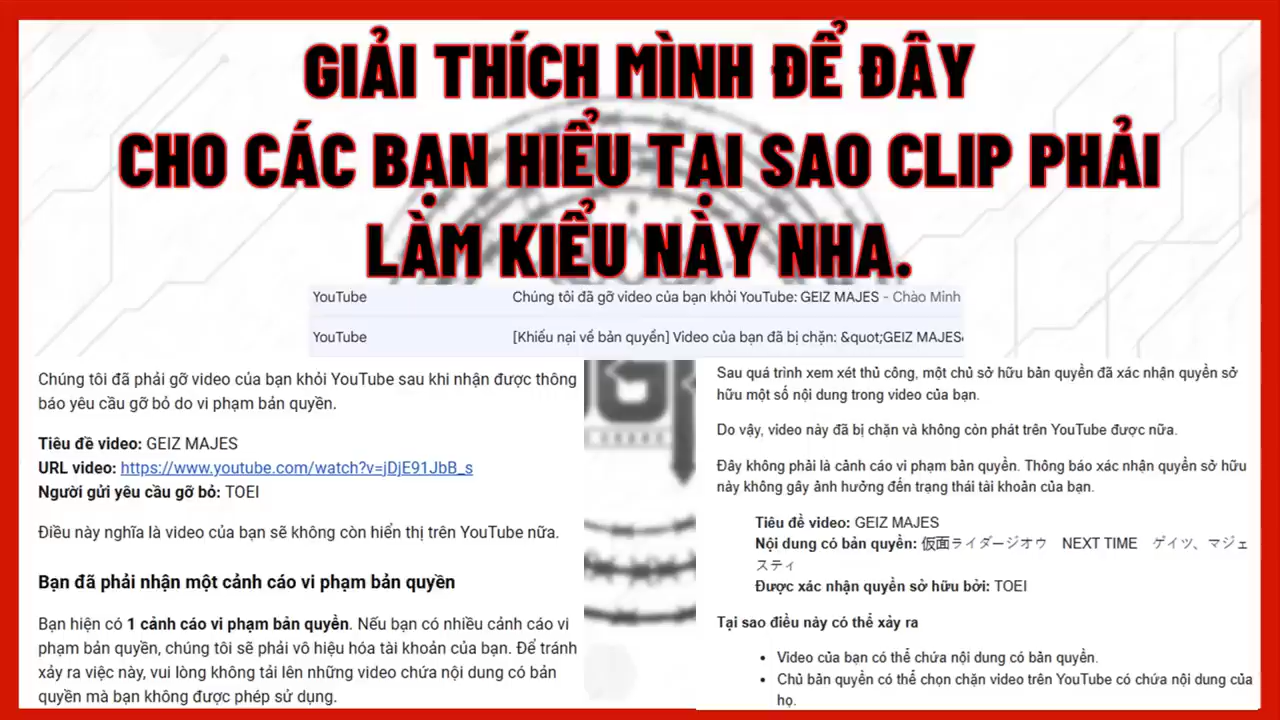 GIẢI THÍCH MÌNH ĐỂ ĐÂY
CHO CÁC BẠN HIỂU TẠI SAO CLIP PHẢI
LÀM KIỂU NÀY NHA.
YouTube Chúng tôi đã gỡ video của bạn khỏi YouTube: GEIZ MAJES - Chào Minh
YouTube [Khiếu nại về bản quyền] Video của bạn đã bị chặn: &quot;GEIZ MAJES&
Chúng tôi đã phải gỡ video của bạn khỏi YouTube sau khi nhận được thông
báo yêu cầu gỡ bỏ do vi phạm bản quyền.
Tiêu đề video: GEIZ MAJES
URL video: https://www.youtube.com/watch?v=jDjE91JbB_s
Người gửi yêu cầu gỡ bỏ: TOEI
Điều này nghĩa là video của bạn sẽ không còn hiển thị trên YouTube nữa.
Bạn đã phải nhận một cảnh cáo vi phạm bản quyền
Bạn hiện có 1 cảnh cáo vi phạm bản quyền. Nếu bạn có nhiều cảnh cáo vi
phạm bản quyền, chúng tôi sẽ phải vô hiệu hóa tài khoản của bạn. Để tránh
xảy ra việc này, vui lòng không tải lên những video chứa nội dung có bản
quyền mà bạn không được phép sử dụng.
Sau quá trình xem xét thủ công, một chủ sở hữu bản quyền đã xác nhận quyền sở
hữu một số nội dung trong video của bạn.
Do vậy, video này đã bị chặn và không còn phát trên YouTube được nữa.
Đây không phải là cảnh cáo vi phạm bản quyền. Thông báo xác nhận quyền sở hữu
này không gây ảnh hưởng đến trạng thái tài khoản của bạn.
Tiêu đề video: GEIZ MAJES
Nội dung có bản quyền: 仮面ライダージオウ　NEXT TIME　ゲイツ、マジェ
スティ
Được xác nhận quyền sở hữu bởi: TOEI
Tại sao điều này có thể xảy ra
• Video của bạn có thể chứa nội dung có bản quyền.
• Chủ bản quyền có thể chọn chặn video trên YouTube có chứa nội dung của
họ.